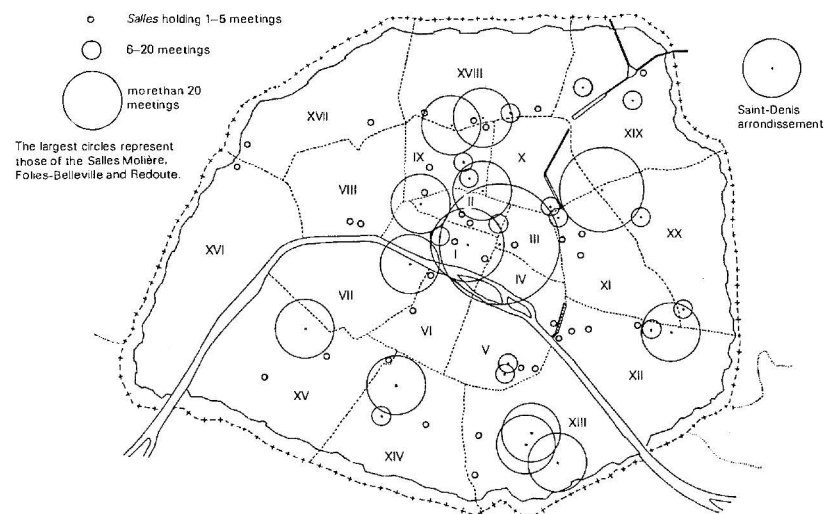 Salles holding 1–5 meetings
6–20 meetings
morethan 20
meetings
The largest circles represent
those of the Salles Molière,
Folies-Belleville and Redoute.
Saint-Denis
arrondissement
XVIII
XVII
XIX
IX
X
VIII
II
XVI
III
XX
I
IV
XI
VII
VI
V
XII
XV
XIII
XIV